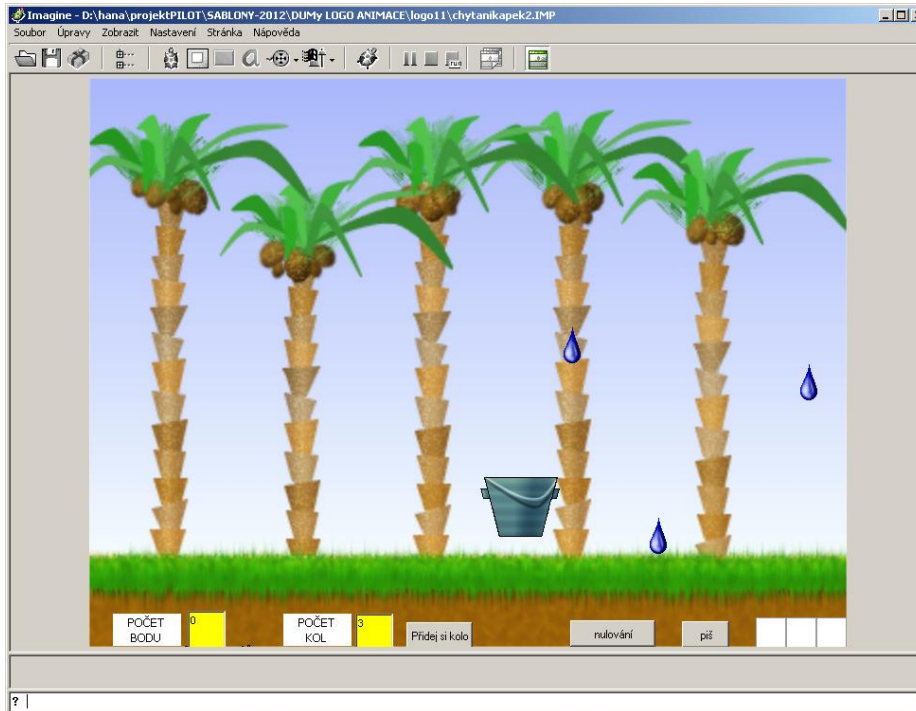 Imagine - D:\hana\projektPILOT\SABLONY-2012\DUMy LOGO ANIMACE\logo11\chytanikapek2.IMP
Soubor Úpravy Zobrazit Nastavení Stránka Nápověda
POČET
BODU
0
POČET
KOL
3
Přidej si kolo
nulování
piš
?